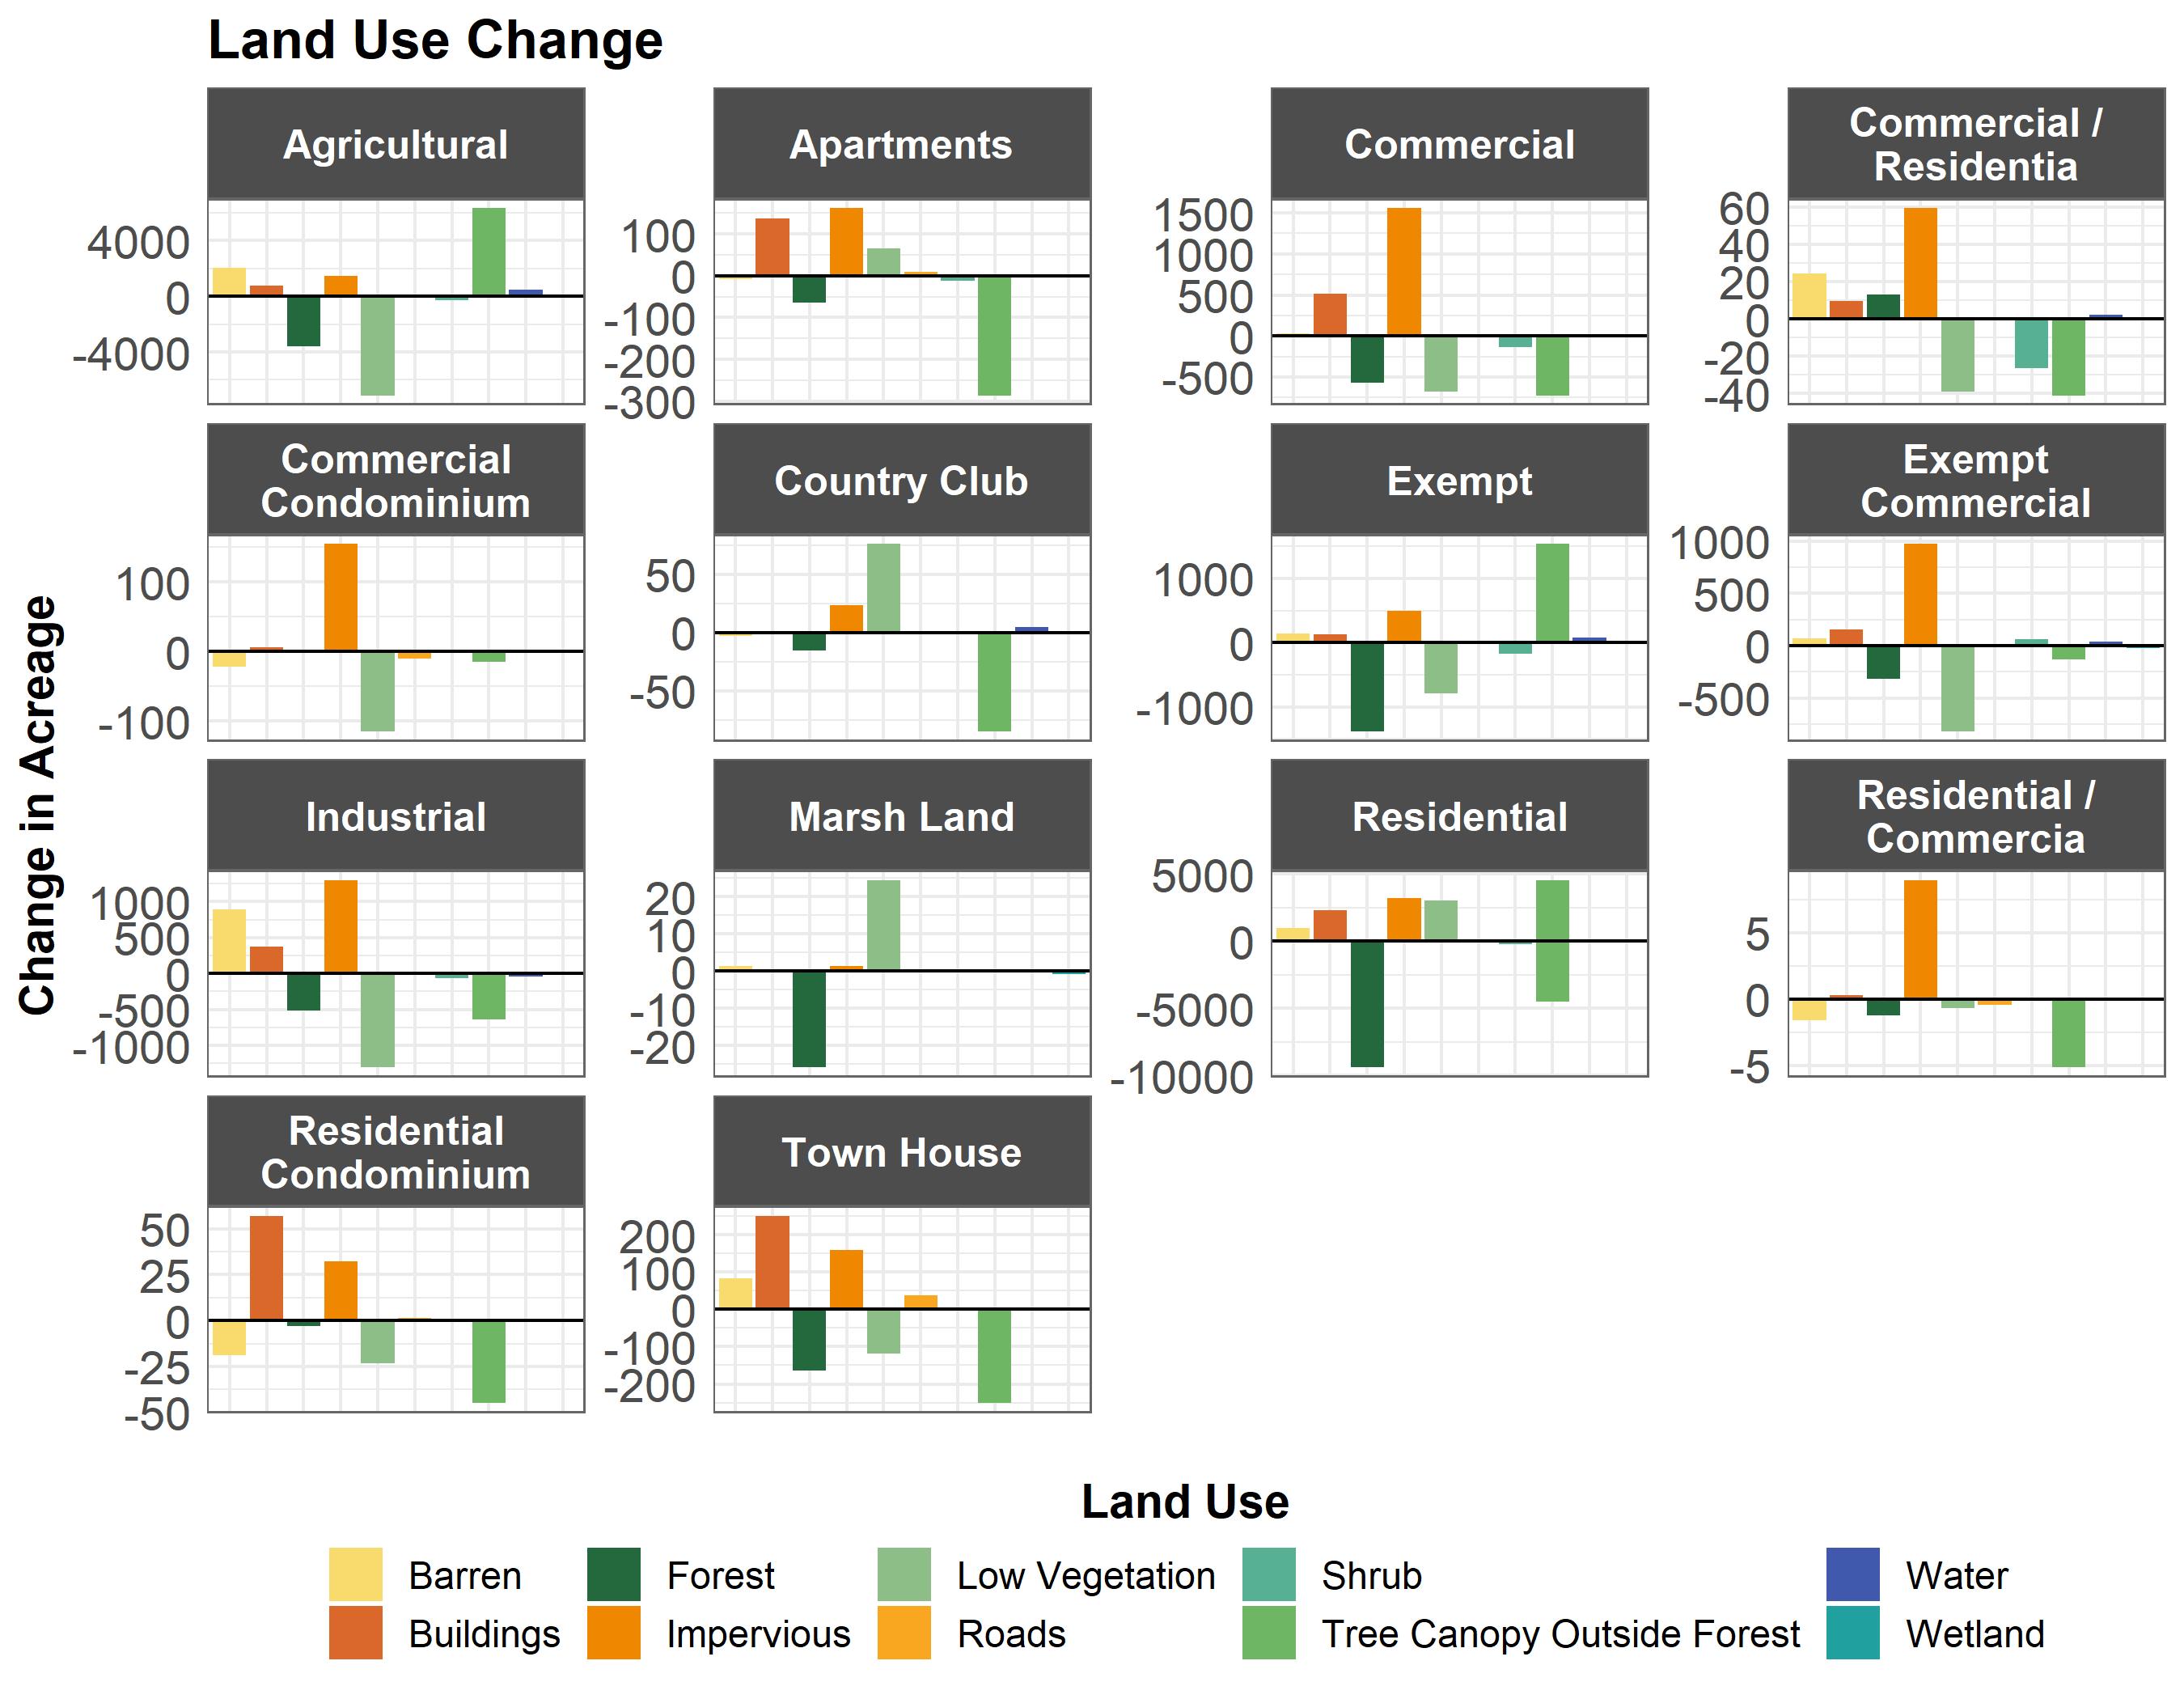 Land Use Change
Agricultural
Apartments
Commercial
Commercial /
Residentia
4000
0
-4000
100
0
-100
-200
-300
1500
1000
500
0
-500
60
40
20
0
-20
-40
Commercial
Condominium
Country Club
Exempt
Exempt
Commercial
100
0
-100
50
0
-50
1000
0
-1000
1000
500
0
-500
Industrial
Marsh Land
Residential
Residential /
Commercia
1000
500
0
-500
-1000
20
10
0
-10
-20
5000
0
-5000
-10000
5
0
-5
Residential
Condominium
Town House
50
25
0
-25
-50
200
100
0
-100
-200
Change in Acreage
Land Use
Barren
Forest
Low Vegetation
Shrub
Water
Buildings
Impervious
Roads
Tree Canopy Outside Forest
Wetland